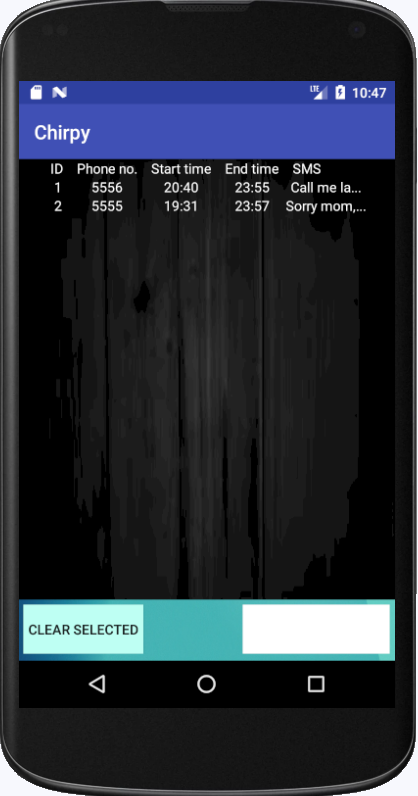 LTE 10:47
Chirpy
ID Phone no. Start time End time SMS
1 5556 20:40 23:55 Call me la...
2 5555 19:31 23:57 Sorry mom,...
CLEAR SELECTED